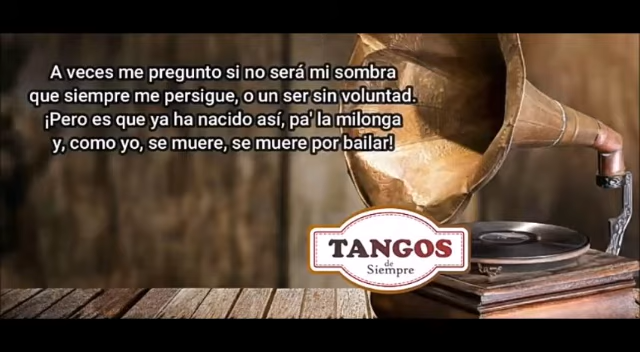 A veces me pregunto si no será mi sombra
que siempre me persigue, o un ser sin voluntad.
¡Pero es que ya ha nacido así, pa' la milonga
y, como yo, se muere, se muere por bailar!
TANGOS
de
Siempre